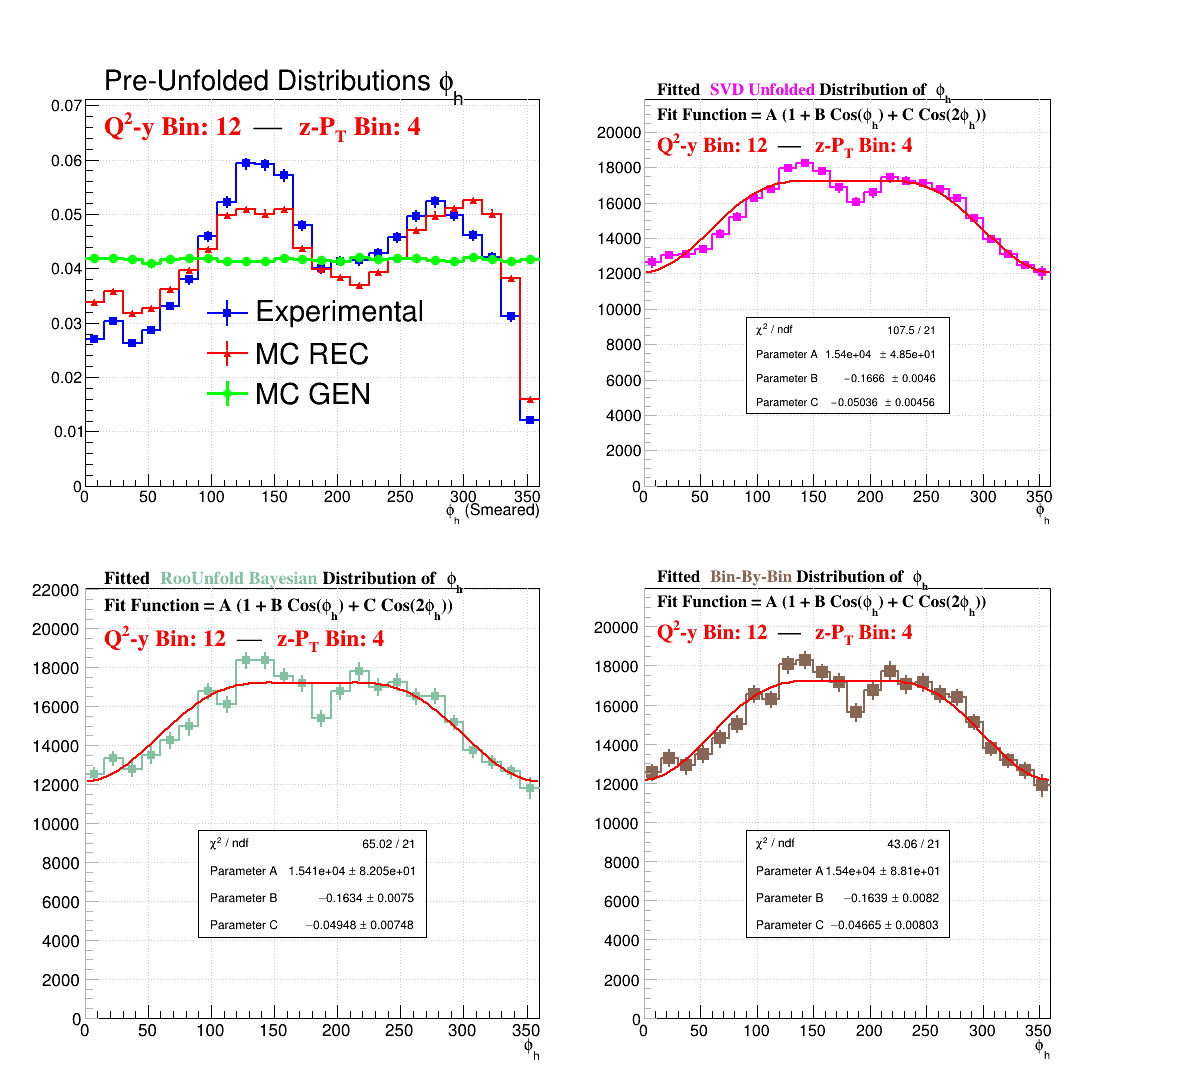 Pre-Unfolded Distributions ϕh
Q²-y Bin: 12 — z-PT Bin: 4
0.07
0.06
0.05
0.04
0.03
0.02
0.01
0
Experimental
MC REC
MC GEN
0 50 100 150 200 250 300 350
ϕh (Smeared)
Fitted SVD Unfolded Distribution of ϕh
Fit Function = A (1 + B Cos(ϕh) + C Cos(2ϕh))
Q²-y Bin: 12 — z-PT Bin: 4
20000
18000
16000
14000
12000
10000
8000
6000
4000
2000
0
χ² / ndf 107.5 / 21
Parameter A 1.54e+04 ± 4.85e+01
Parameter B −0.1666 ± 0.0046
Parameter C −0.05036 ± 0.00456
0 50 100 150 200 250 300 350
ϕh
Fitted RooUnfold Bayesian Distribution of ϕh
Fit Function = A (1 + B Cos(ϕh) + C Cos(2ϕh))
Q²-y Bin: 12 — z-PT Bin: 4
22000
20000
18000
16000
14000
12000
10000
8000
6000
4000
2000
0
χ² / ndf 65.02 / 21
Parameter A 1.541e+04 ± 8.205e+01
Parameter B −0.1634 ± 0.0075
Parameter C −0.04948 ± 0.00748
0 50 100 150 200 250 300 350
ϕh
Fitted Bin-By-Bin Distribution of ϕh
Fit Function = A (1 + B Cos(ϕh) + C Cos(2ϕh))
Q²-y Bin: 12 — z-PT Bin: 4
20000
18000
16000
14000
12000
10000
8000
6000
4000
2000
0
χ² / ndf 43.06 / 21
Parameter A 1.54e+04 ± 8.81e+01
Parameter B −0.1639 ± 0.0082
Parameter C −0.04665 ± 0.00803
0 50 100 150 200 250 300 350
ϕh